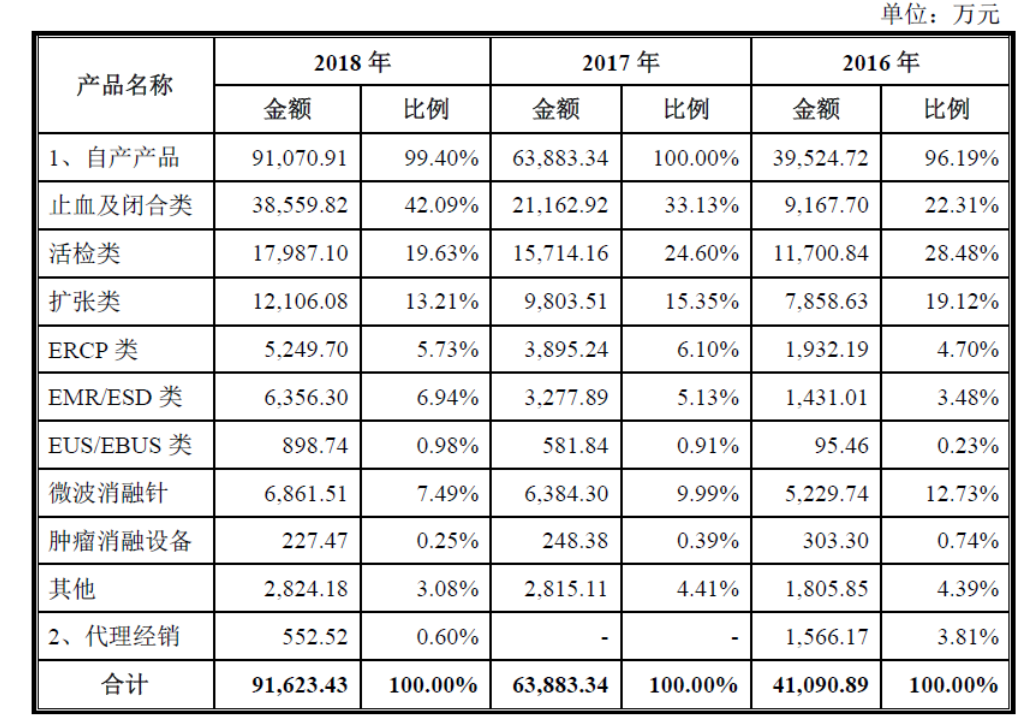 单位：万元
产品名称 2018 年 2017 年 2016 年
金额 比例 金额 比例 金额 比例
1、自产产品 91,070.91 99.40% 63,883.34 100.00% 39,524.72 96.19%
止血及闭合类 38,559.82 42.09% 21,162.92 33.13% 9,167.70 22.31%
活检类 17,987.10 19.63% 15,714.16 24.60% 11,700.84 28.48%
扩张类 12,106.08 13.21% 9,803.51 15.35% 7,858.63 19.12%
ERCP 类 5,249.70 5.73% 3,895.24 6.10% 1,932.19 4.70%
EMR/ESD 类 6,356.30 6.94% 3,277.89 5.13% 1,431.01 3.48%
EUS/EBUS 类 898.74 0.98% 581.84 0.91% 95.46 0.23%
微波消融针 6,861.51 7.49% 6,384.30 9.99% 5,229.74 12.73%
肿瘤消融设备 227.47 0.25% 248.38 0.39% 303.30 0.74%
其他 2,824.18 3.08% 2,815.11 4.41% 1,805.85 4.39%
2、代理经销 552.52 0.60% - - 1,566.17 3.81%
合计 91,623.43 100.00% 63,883.34 100.00% 41,090.89 100.00%